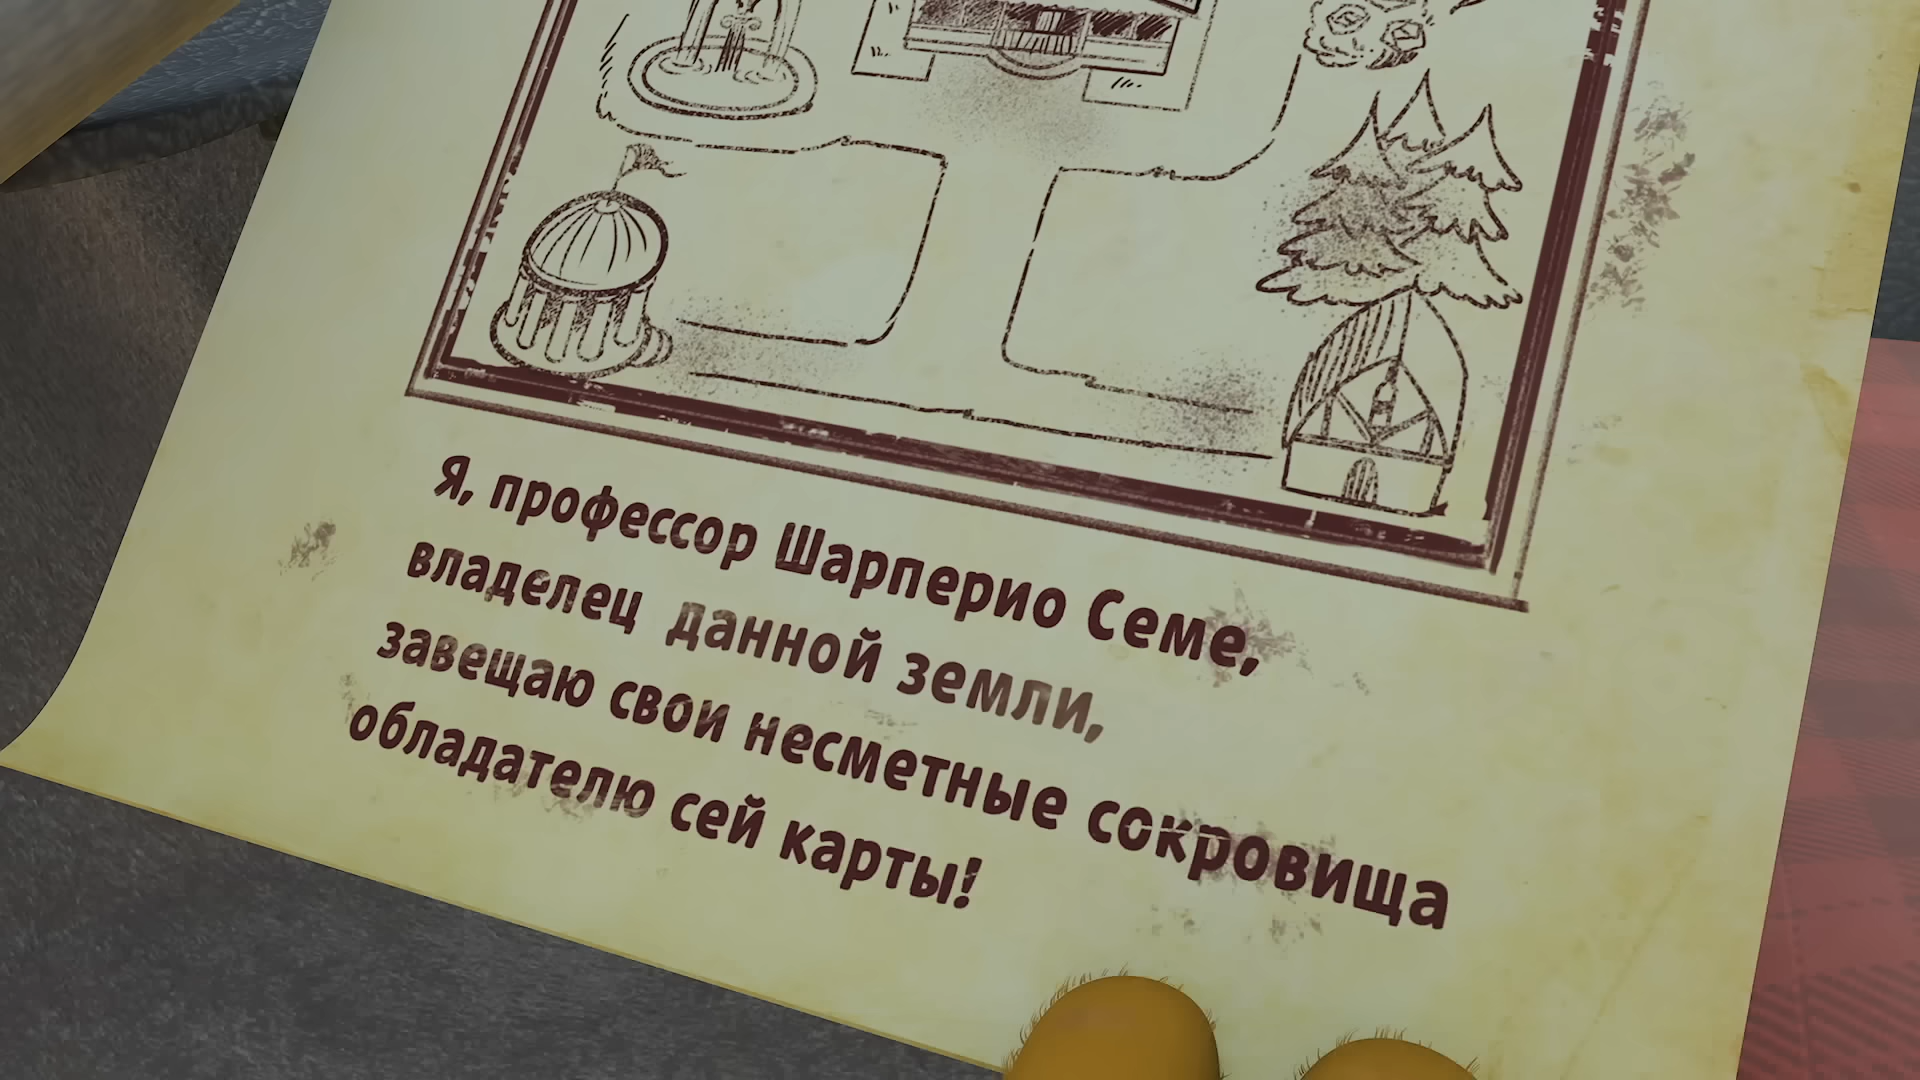 Я, профессор Шарперио Семе,
владелец данной земли,
завещаю свои несметные сокровища
обладателю сей карты!